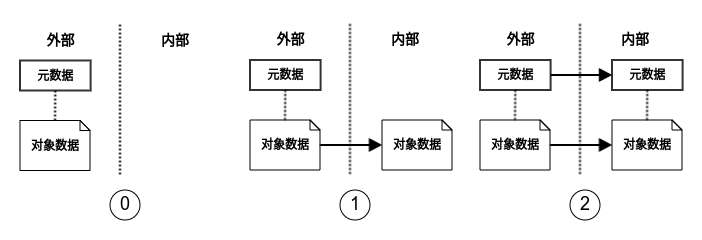 外部 内部 外部 内部 外部 内部
元数据 元数据 元数据 元数据
对象数据 对象数据 对象数据 对象数据 对象数据
0 1 2